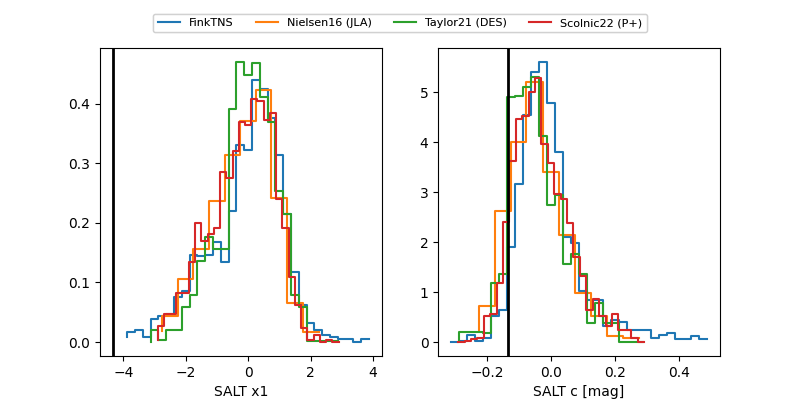 FinkTNS Nielsen16 (JLA) Taylor21 (DES) Scolnic22 (P+)
0.4
0.3
0.2
0.1
0.0
−4 −2 0 2 4
SALT x1
5
4
3
2
1
0
−0.2 0.0 0.2 0.4
SALT c [mag]